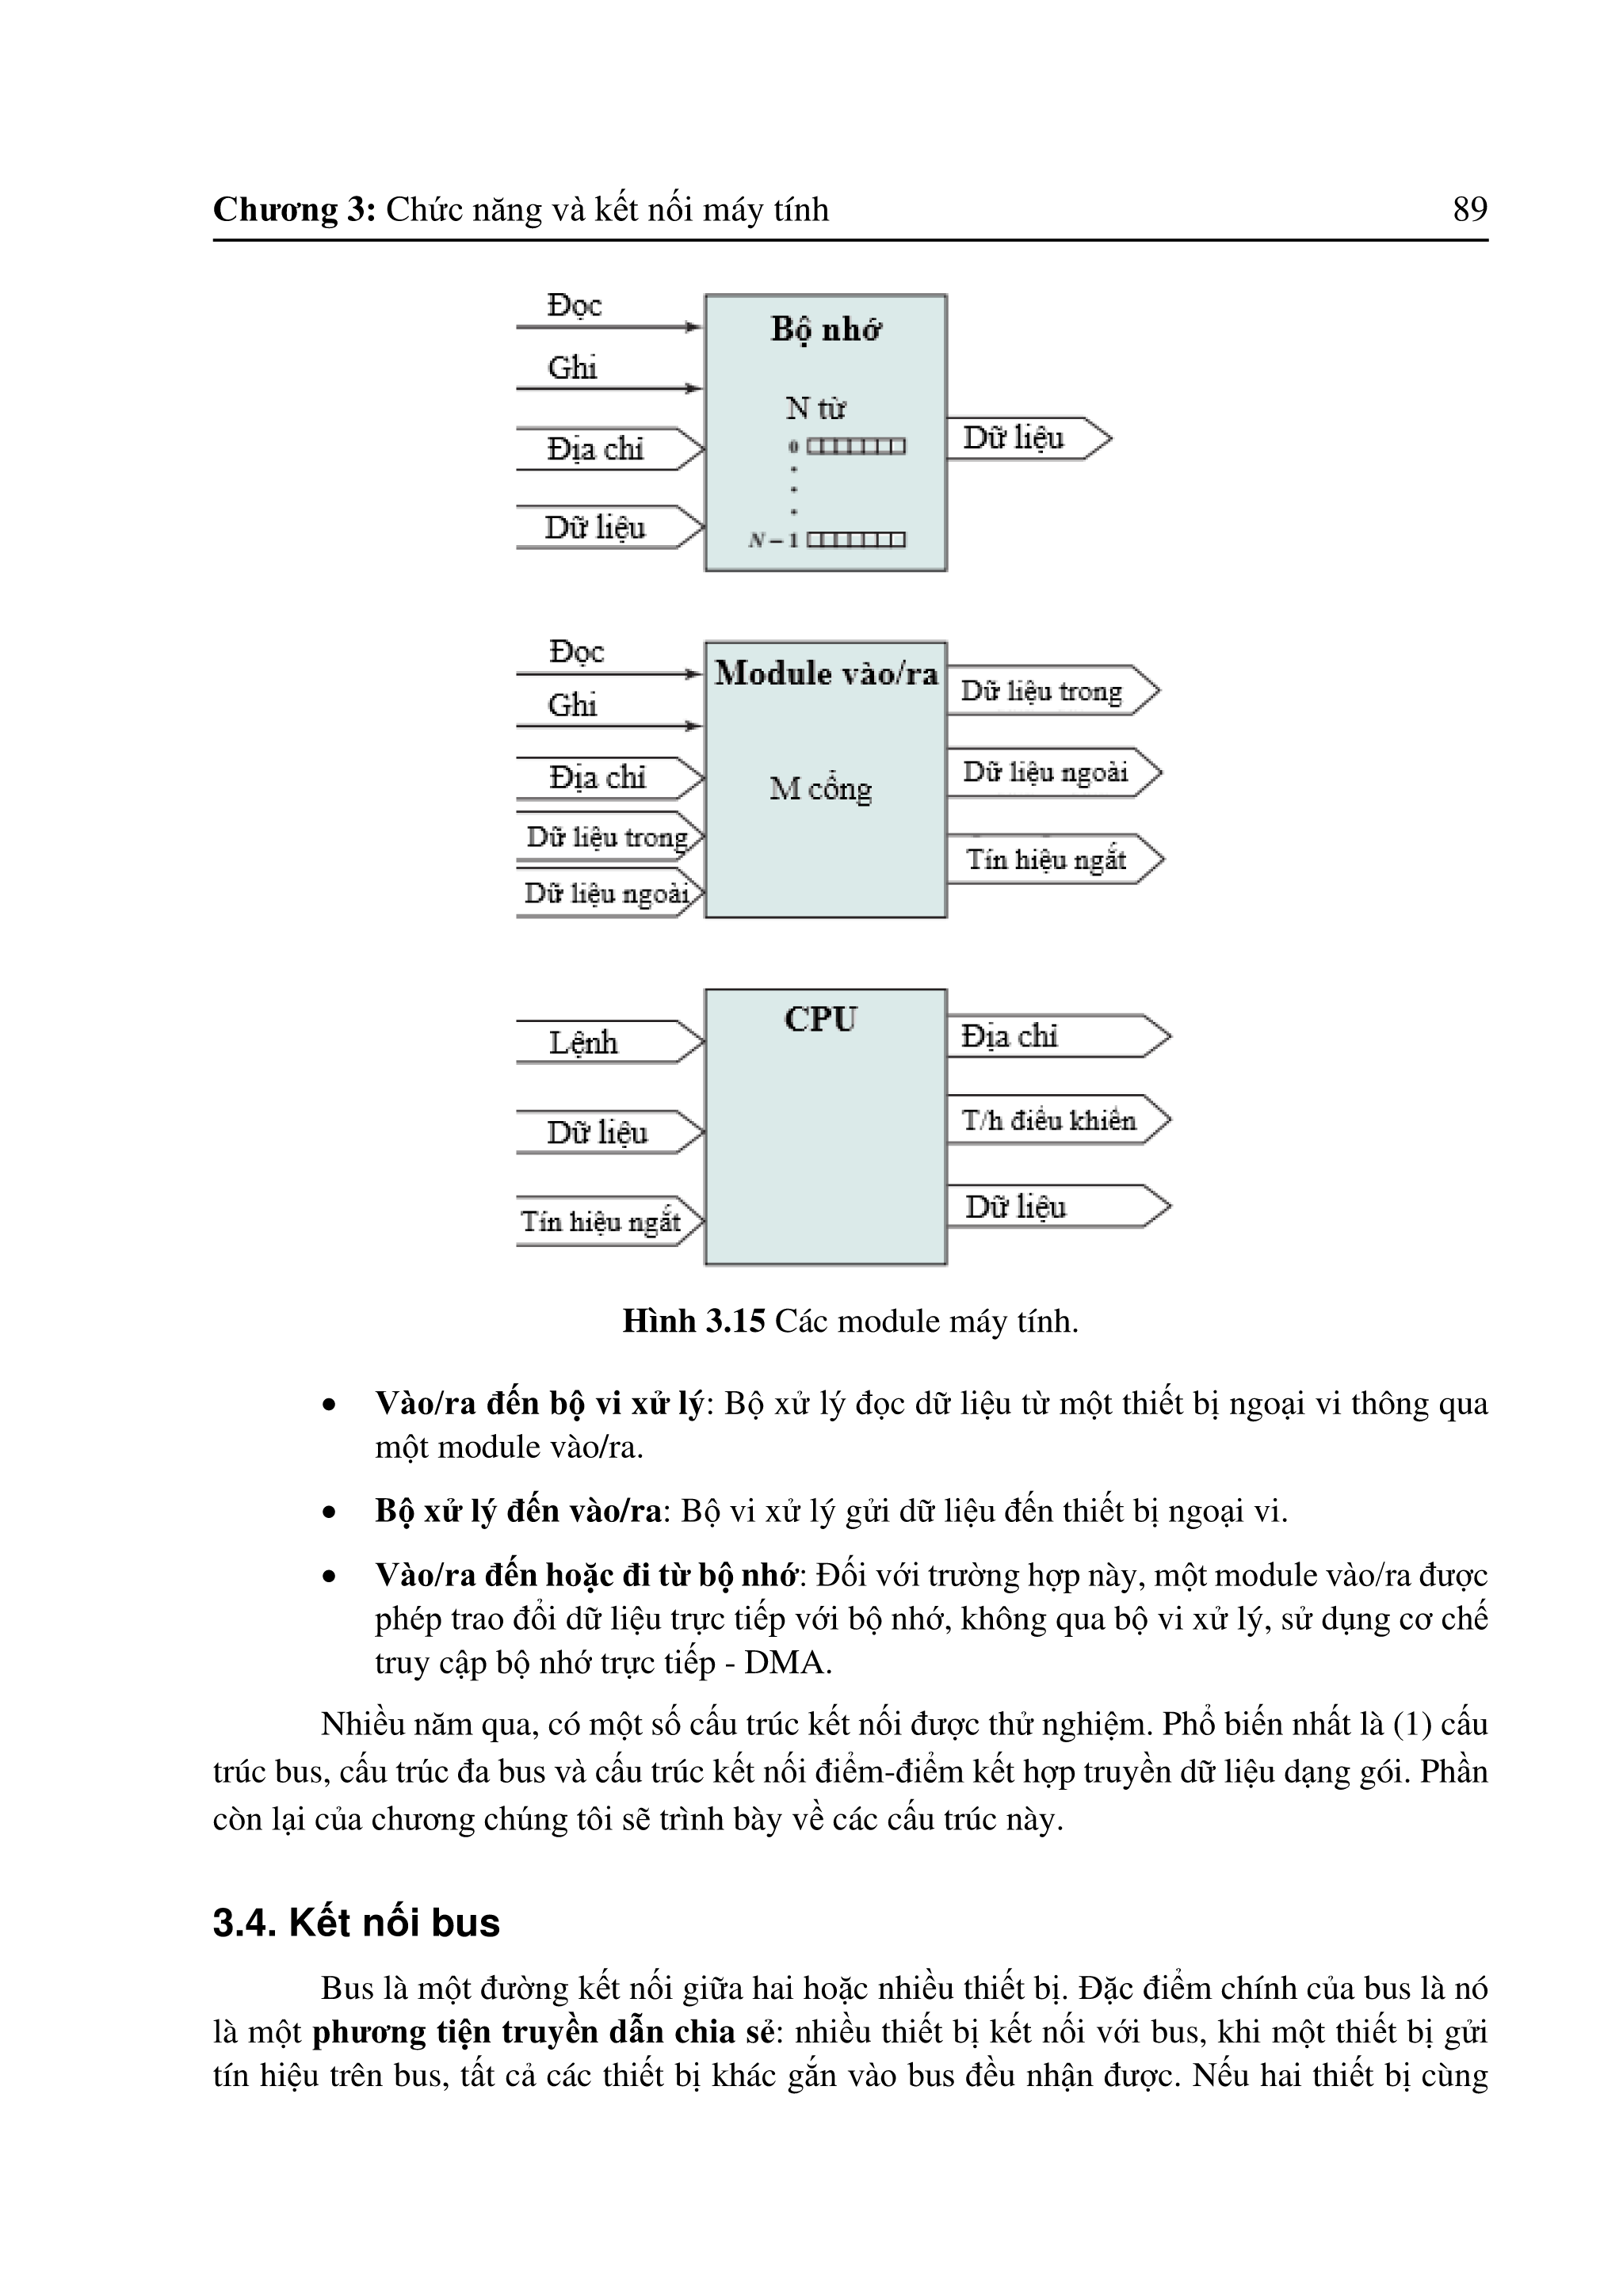 Chương 3: Chức năng và kết nối máy tính 89
Đọc
Ghi
Địa chỉ
Dữ liệu
Bộ nhớ
N từ
0
N – 1
Dữ liệu
Đọc
Ghi
Địa chỉ
Dữ liệu trong
Dữ liệu ngoài
Module vào/ra
M cổng
Dữ liệu trong
Dữ liệu ngoài
Tín hiệu ngắt
Lệnh
Dữ liệu
Tín hiệu ngắt
CPU
Địa chỉ
T/h điều khiển
Dữ liệu
Hình 3.15 Các module máy tính.
• Vào/ra đến bộ vi xử lý: Bộ xử lý đọc dữ liệu từ một thiết bị ngoại vi thông qua
một module vào/ra.
• Bộ xử lý đến vào/ra: Bộ vi xử lý gửi dữ liệu đến thiết bị ngoại vi.
• Vào/ra đến hoặc đi từ bộ nhớ: Đối với trường hợp này, một module vào/ra được
phép trao đổi dữ liệu trực tiếp với bộ nhớ, không qua bộ vi xử lý, sử dụng cơ chế
truy cập bộ nhớ trực tiếp - DMA.
Nhiều năm qua, có một số cấu trúc kết nối được thử nghiệm. Phổ biến nhất là (1) cấu
trúc bus, cấu trúc đa bus và cấu trúc kết nối điểm-điểm kết hợp truyền dữ liệu dạng gói. Phần
còn lại của chương chúng tôi sẽ trình bày về các cấu trúc này.
3.4. Kết nối bus
Bus là một đường kết nối giữa hai hoặc nhiều thiết bị. Đặc điểm chính của bus là nó
là một phương tiện truyền dẫn chia sẻ: nhiều thiết bị kết nối với bus, khi một thiết bị gửi
tín hiệu trên bus, tất cả các thiết bị khác gắn vào bus đều nhận được. Nếu hai thiết bị cùng